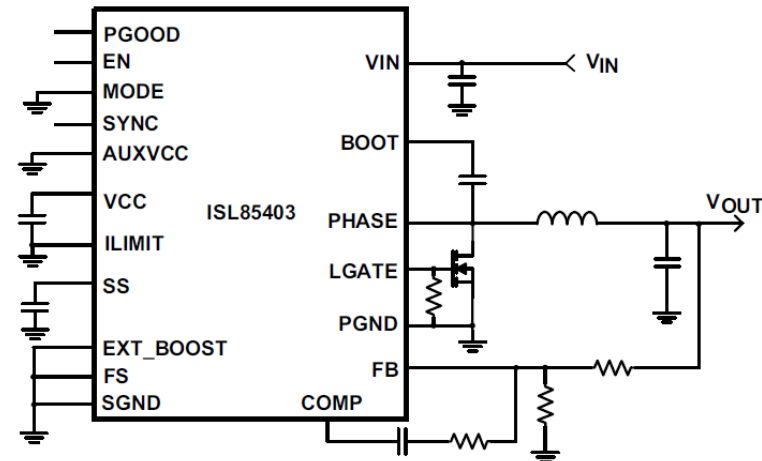 PGOOD
EN
MODE
SYNC
AUXVCC
VCC
ILIMIT
SS
EXT_BOOST
FS
SGND
ISL85403
COMP
VIN
VIN
BOOT
PHASE
VOUT
LGATE
PGND
FB